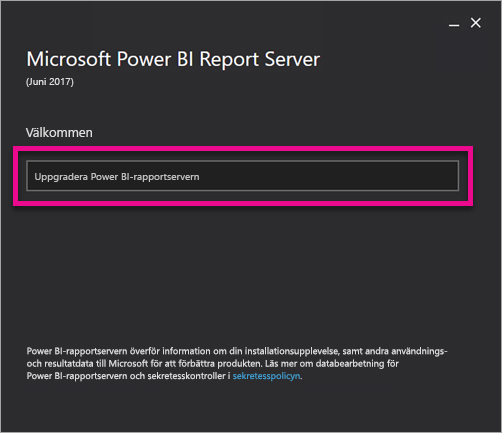 Microsoft Power BI Report Server
(Juni 2017)
Välkommen
Uppgradera Power BI-rapportservern
Power BI-rapportservern överför information om din installationsupplevelse, samt andra användnings-
och resultatdata till Microsoft för att förbättra produkten. Läs mer om databearbetning för
Power BI-rapportservern och sekretesskontroller i sekretesspolicyn.